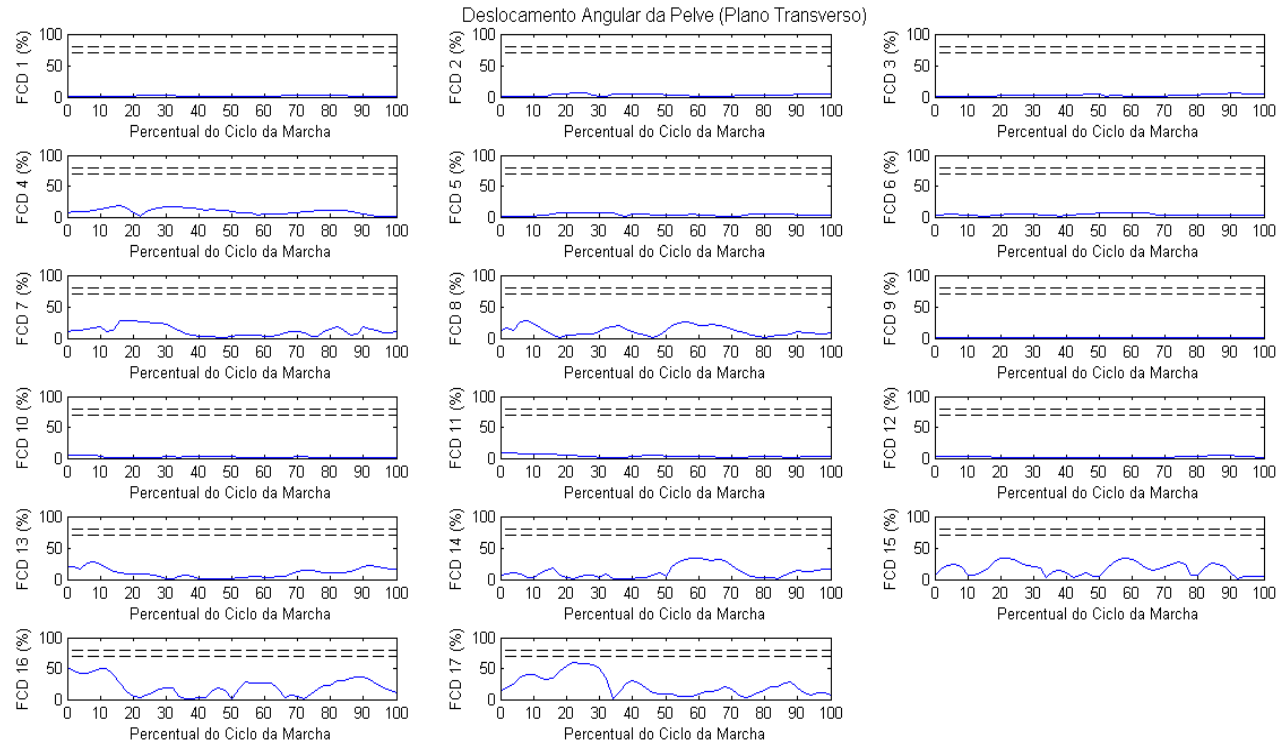 Deslocamento Angular da Pelve (Plano Transverso)
FCD 1 (%)
100
50
0
0 10 20 30 40 50 60 70 80 90 100
Percentual do Ciclo da Marcha
FCD 2 (%)
100
50
0
0 10 20 30 40 50 60 70 80 90 100
Percentual do Ciclo da Marcha
FCD 3 (%)
100
50
0
0 10 20 30 40 50 60 70 80 90 100
Percentual do Ciclo da Marcha
FCD 4 (%)
100
50
0
0 10 20 30 40 50 60 70 80 90 100
Percentual do Ciclo da Marcha
FCD 5 (%)
100
50
0
0 10 20 30 40 50 60 70 80 90 100
Percentual do Ciclo da Marcha
FCD 6 (%)
100
50
0
0 10 20 30 40 50 60 70 80 90 100
Percentual do Ciclo da Marcha
FCD 7 (%)
100
50
0
0 10 20 30 40 50 60 70 80 90 100
Percentual do Ciclo da Marcha
FCD 8 (%)
100
50
0
0 10 20 30 40 50 60 70 80 90 100
Percentual do Ciclo da Marcha
FCD 9 (%)
100
50
0
0 10 20 30 40 50 60 70 80 90 100
Percentual do Ciclo da Marcha
FCD 10 (%)
100
50
0
0 10 20 30 40 50 60 70 80 90 100
Percentual do Ciclo da Marcha
FCD 11 (%)
100
50
0
0 10 20 30 40 50 60 70 80 90 100
Percentual do Ciclo da Marcha
FCD 12 (%)
100
50
0
0 10 20 30 40 50 60 70 80 90 100
Percentual do Ciclo da Marcha
FCD 13 (%)
100
50
0
0 10 20 30 40 50 60 70 80 90 100
Percentual do Ciclo da Marcha
FCD 14 (%)
100
50
0
0 10 20 30 40 50 60 70 80 90 100
Percentual do Ciclo da Marcha
FCD 15 (%)
100
50
0
0 10 20 30 40 50 60 70 80 90 100
Percentual do Ciclo da Marcha
FCD 16 (%)
100
50
0
0 10 20 30 40 50 60 70 80 90 100
Percentual do Ciclo da Marcha
FCD 17 (%)
100
50
0
0 10 20 30 40 50 60 70 80 90 100
Percentual do Ciclo da Marcha